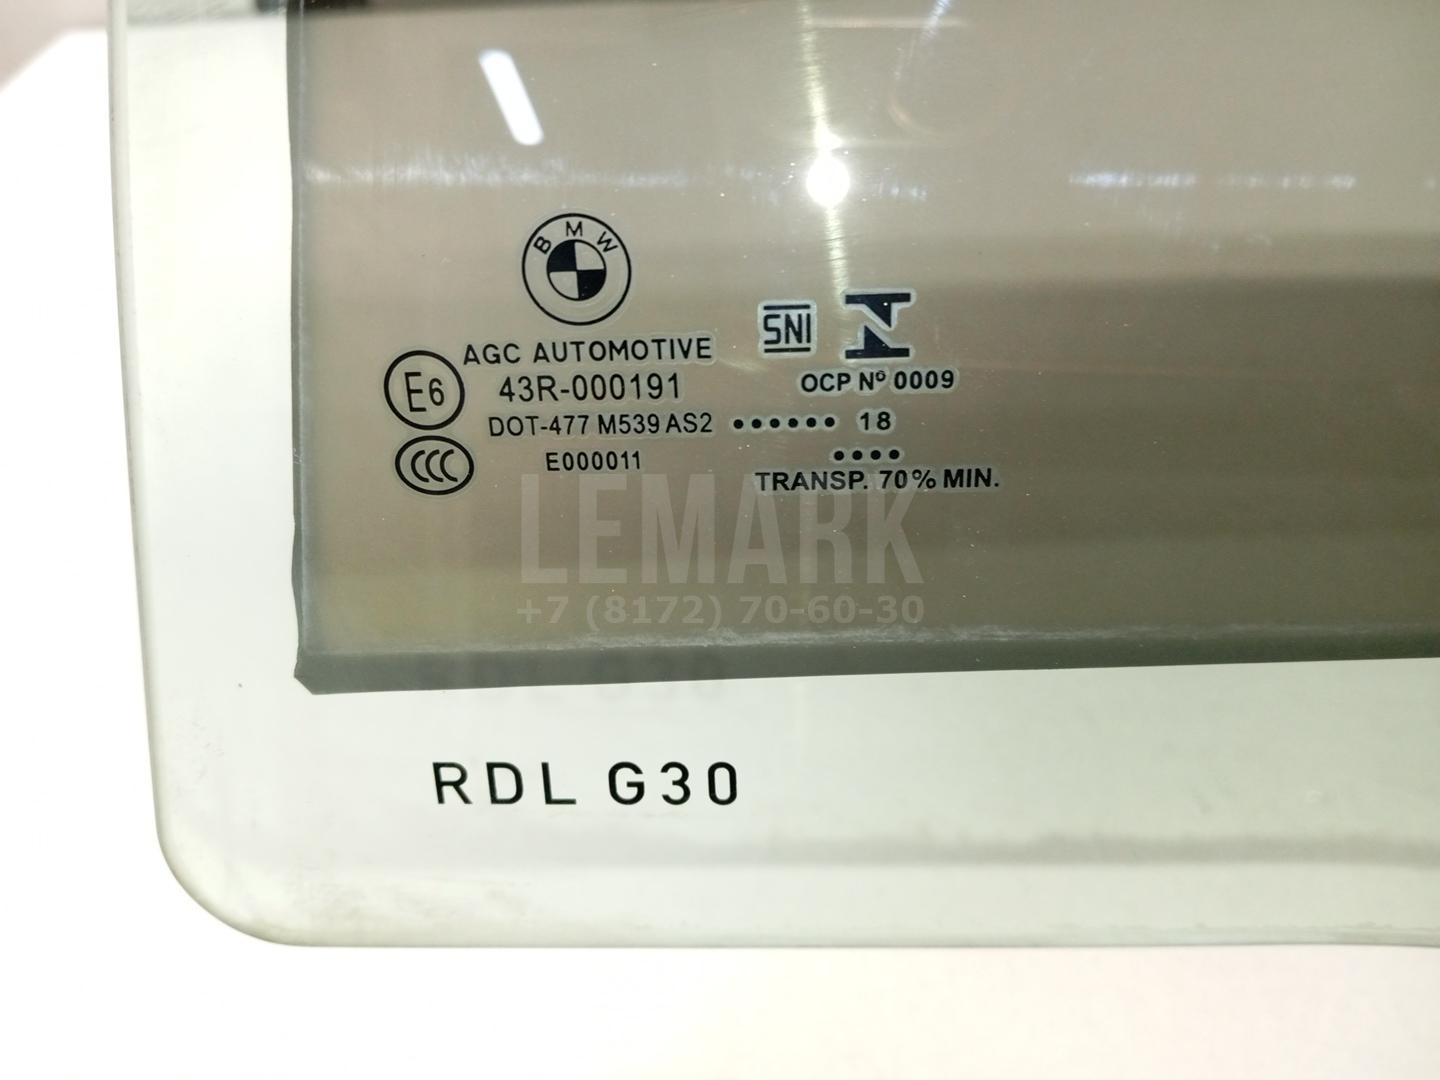 BMW
AGC AUTOMOTIVE
E6 43R-000191
DOT-477 M539 AS2
CCC E000011
SNI
OCP Nº 0009
•••••• 18
••••
TRANSP. 70% MIN.
LEMARK
+7 (8172) 70-60-30
RDL G30